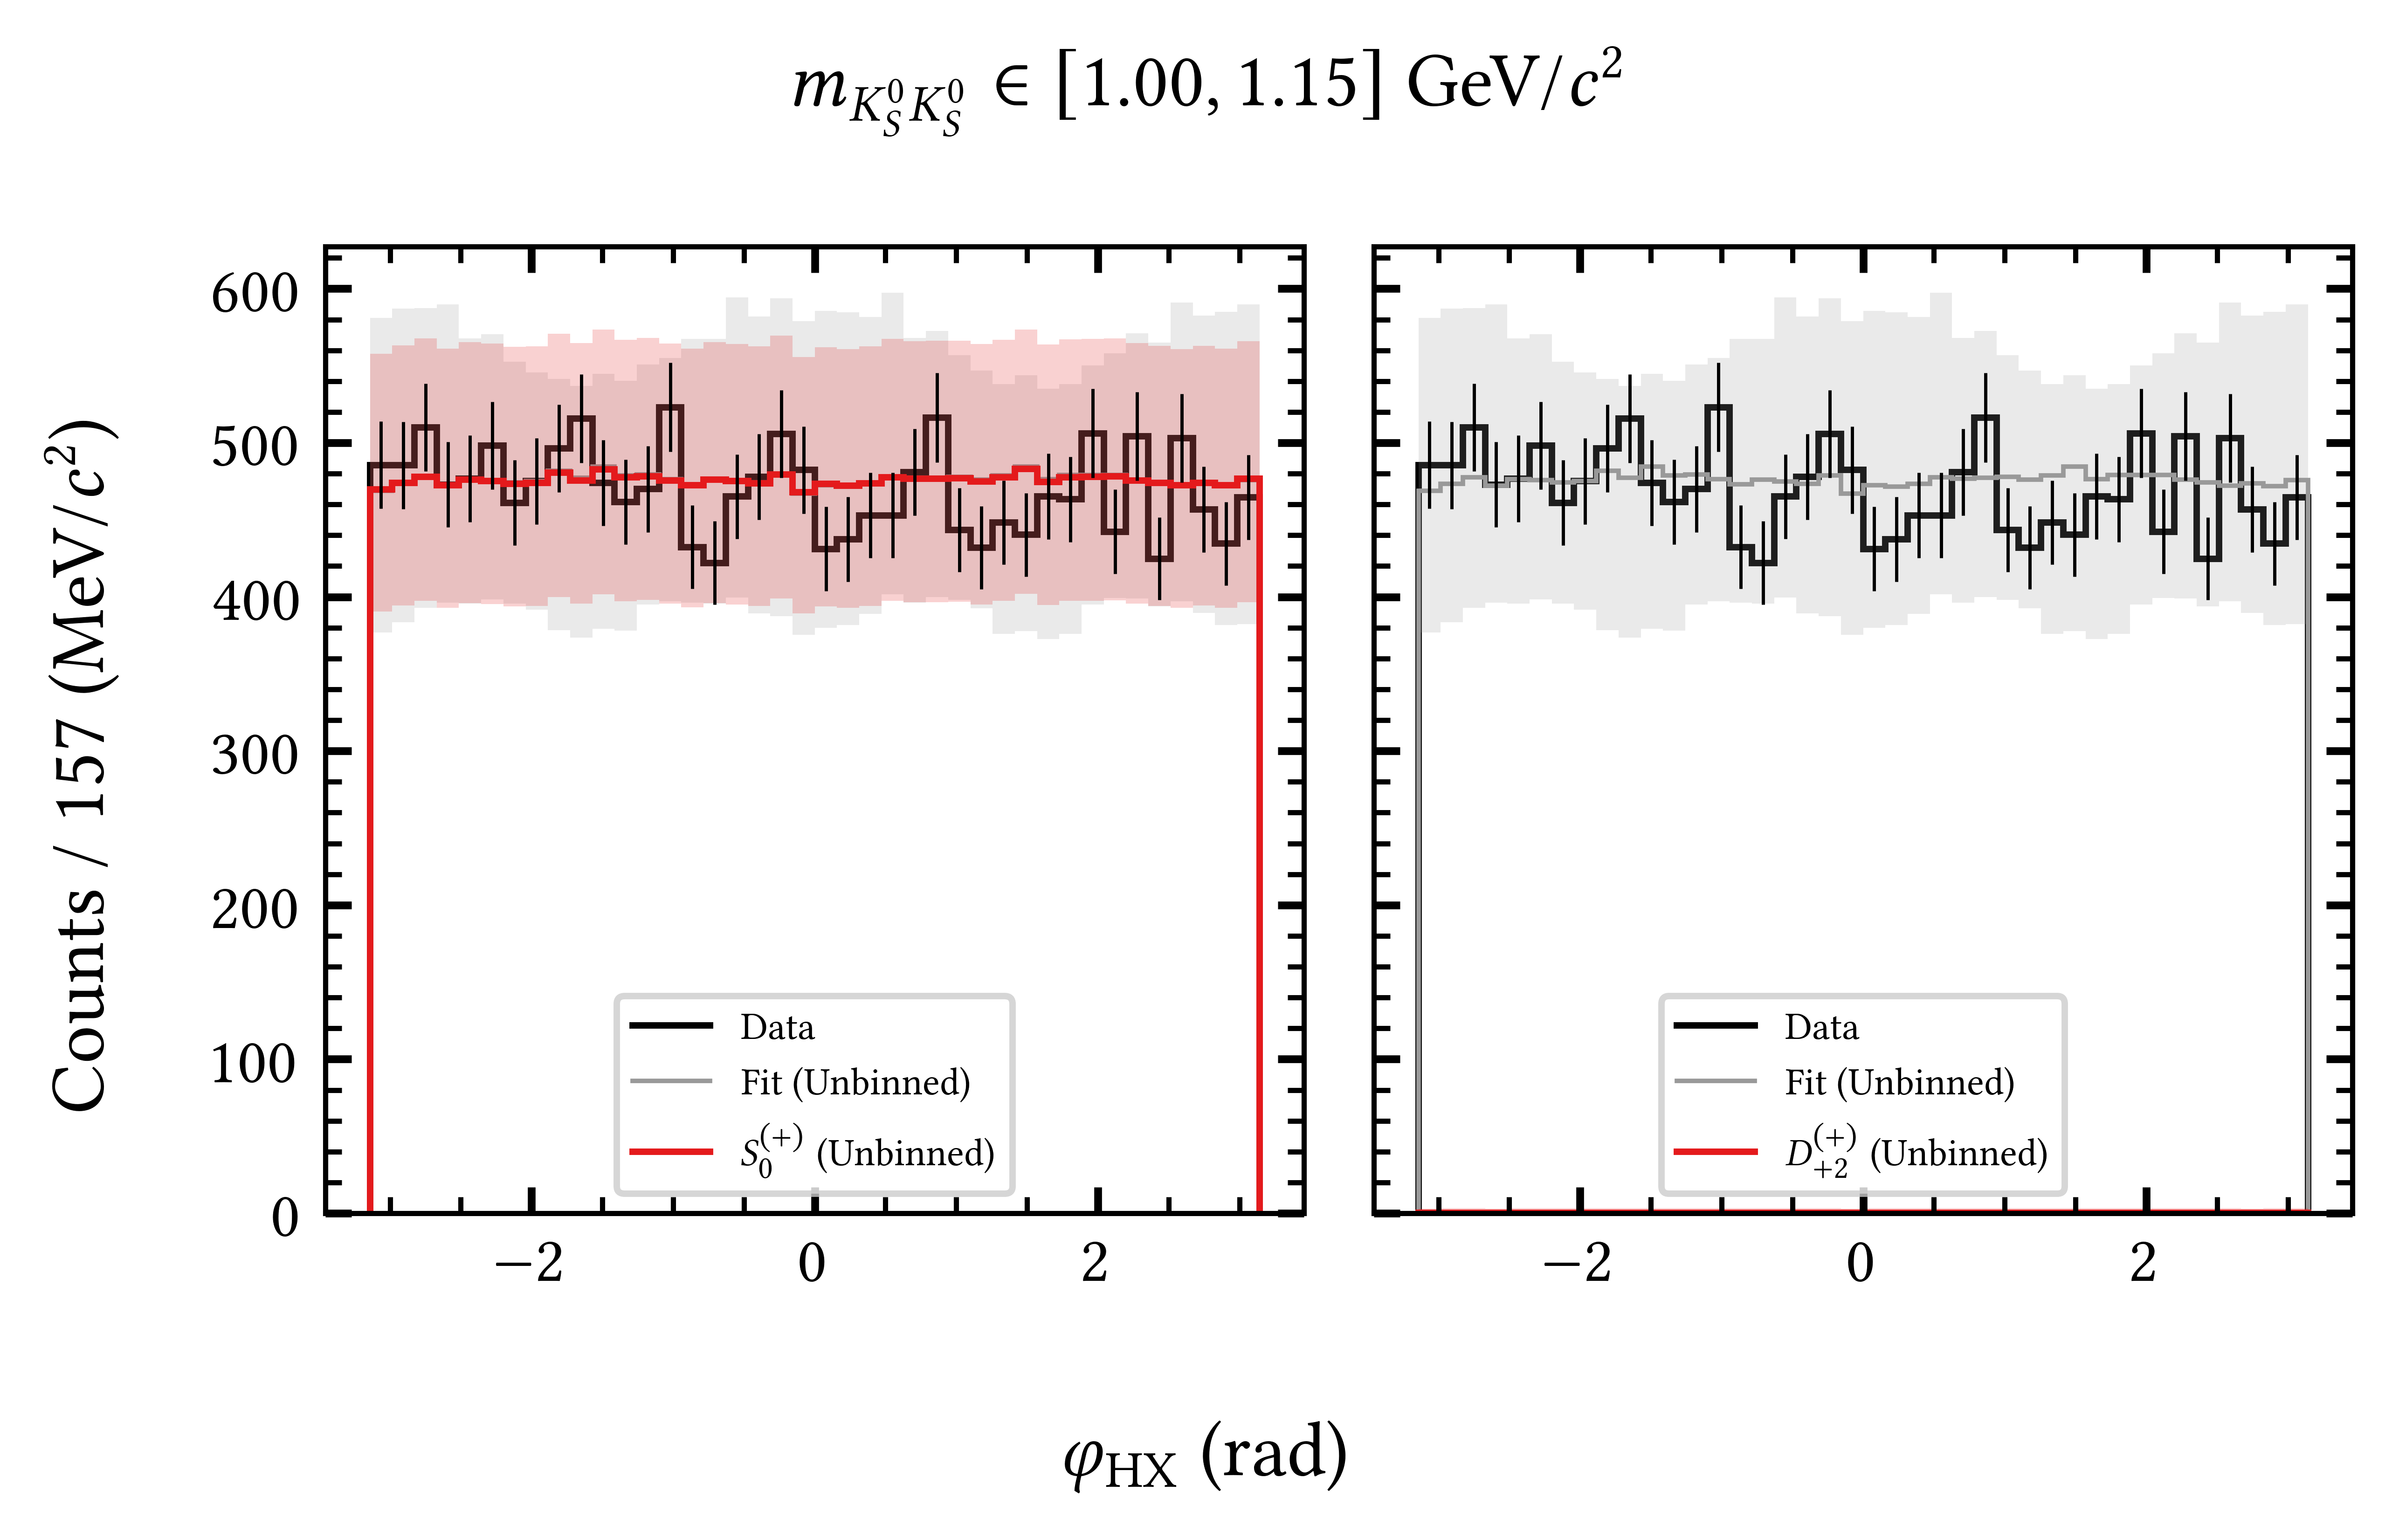 m_{K_S^0 K_S^0} ∈ [1.00, 1.15] GeV/c²
Counts / 157 (MeV/c²)
600
500
400
300
200
100
0
Data
Fit (Unbinned)
S_0^{(+)} (Unbinned)
Data
Fit (Unbinned)
D_{+2}^{(+)} (Unbinned)
−2 0 2
−2 0 2
φ_{HX} (rad)